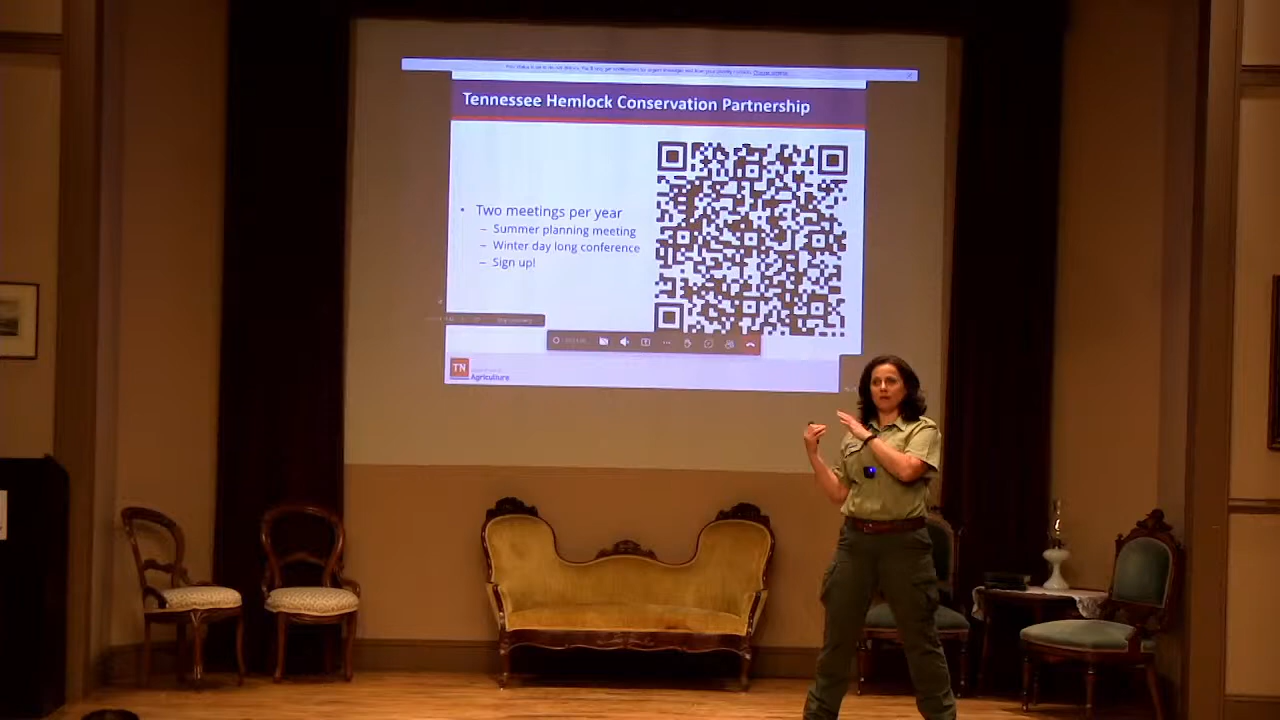 Tennessee Hemlock Conservation Partnership
• Two meetings per year
– Summer planning meeting
– Winter day long conference
– Sign up!
TN
Agriculture